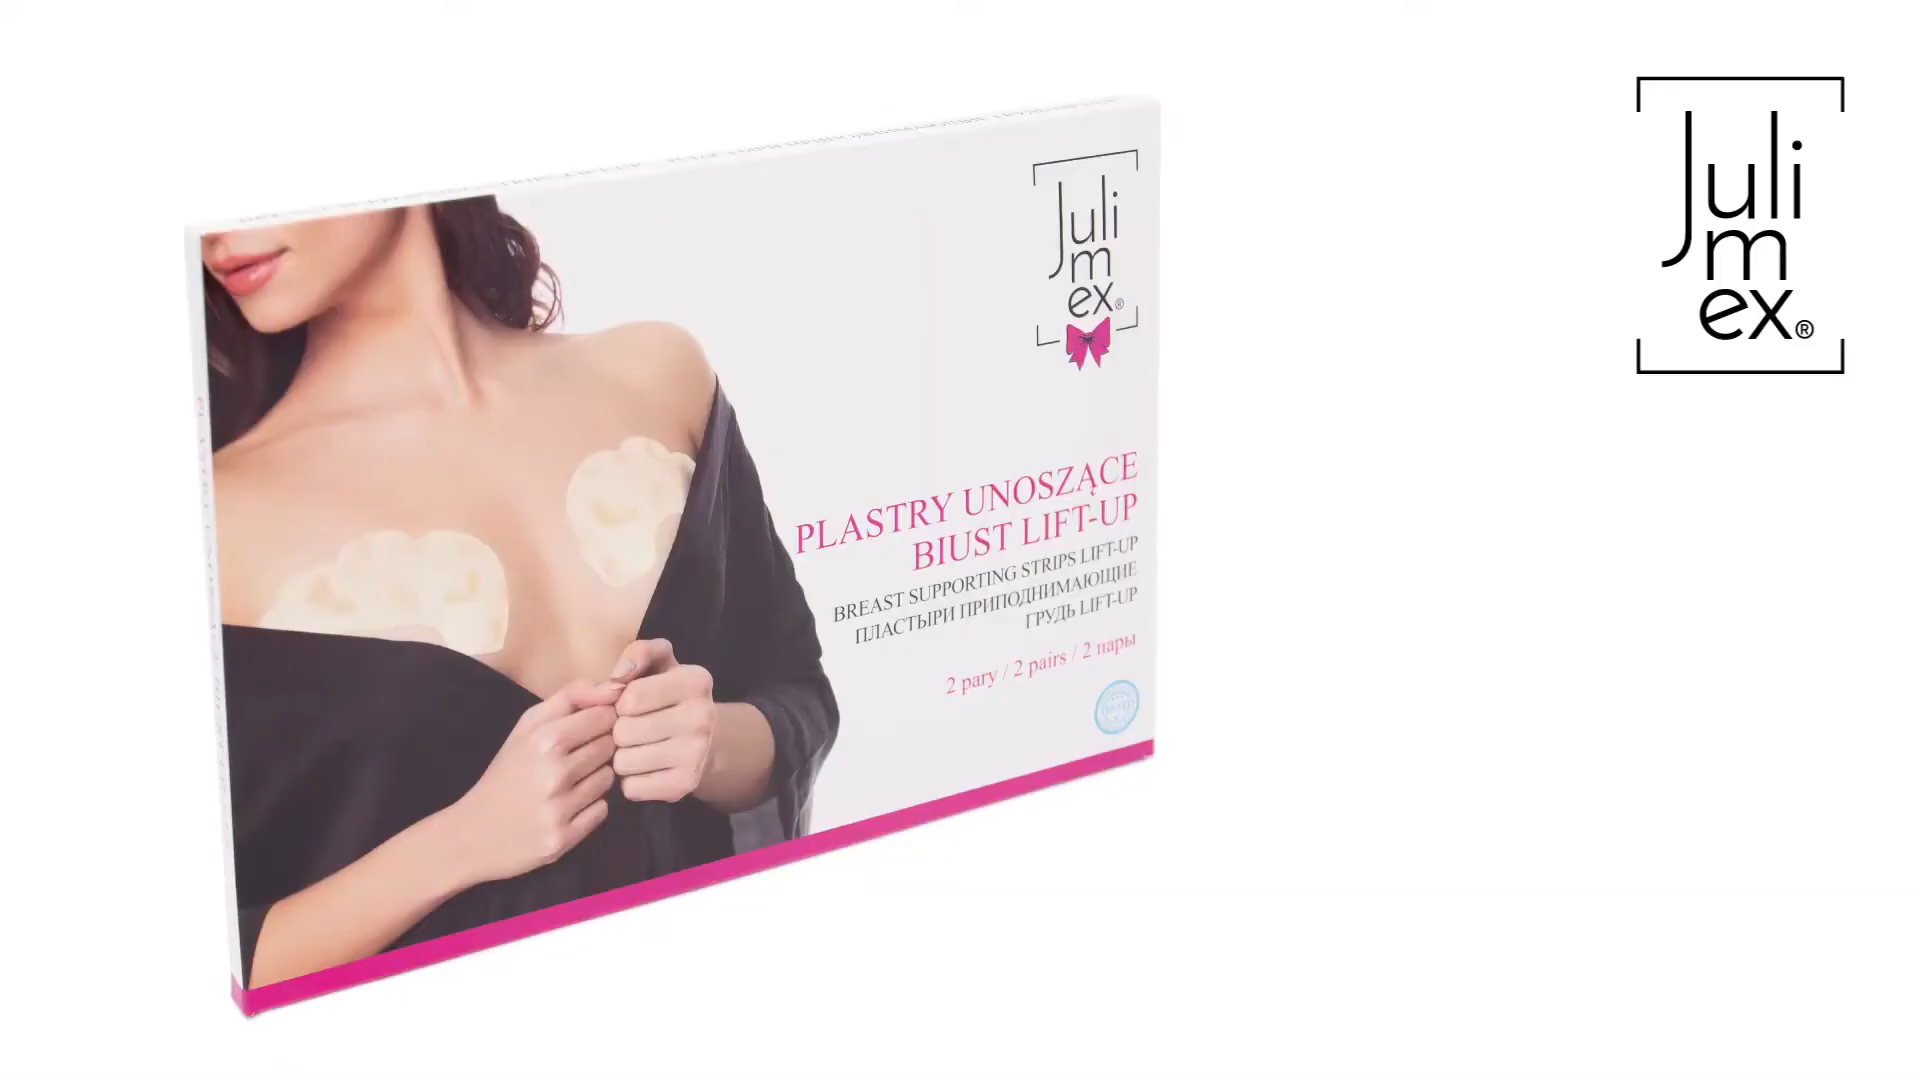 Juli
m
ex®
PLASTRY UNOSZĄCE
BIUST LIFT-UP
BREAST SUPPORTING STRIPS LIFT-UP
ПЛАСТЫРИ ПРИПОДНИМАЮЩИЕ
ГРУДЬ LIFT-UP
2 pary / 2 pairs / 2 пары
Juli
m
ex®